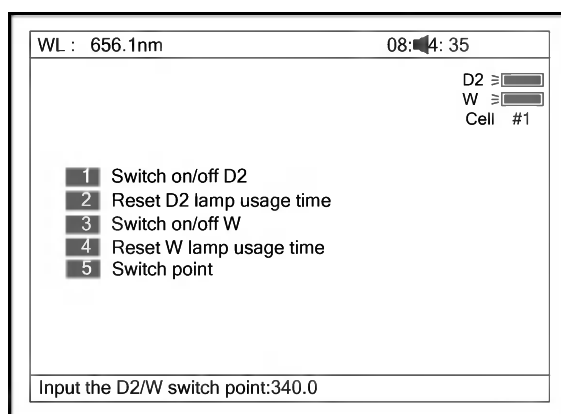 WL : 656.1nm 08: 4: 35
D2
W
Cell #1
1 Switch on/off D2
2 Reset D2 lamp usage time
3 Switch on/off W
4 Reset W lamp usage time
5 Switch point
Input the D2/W switch point:340.0